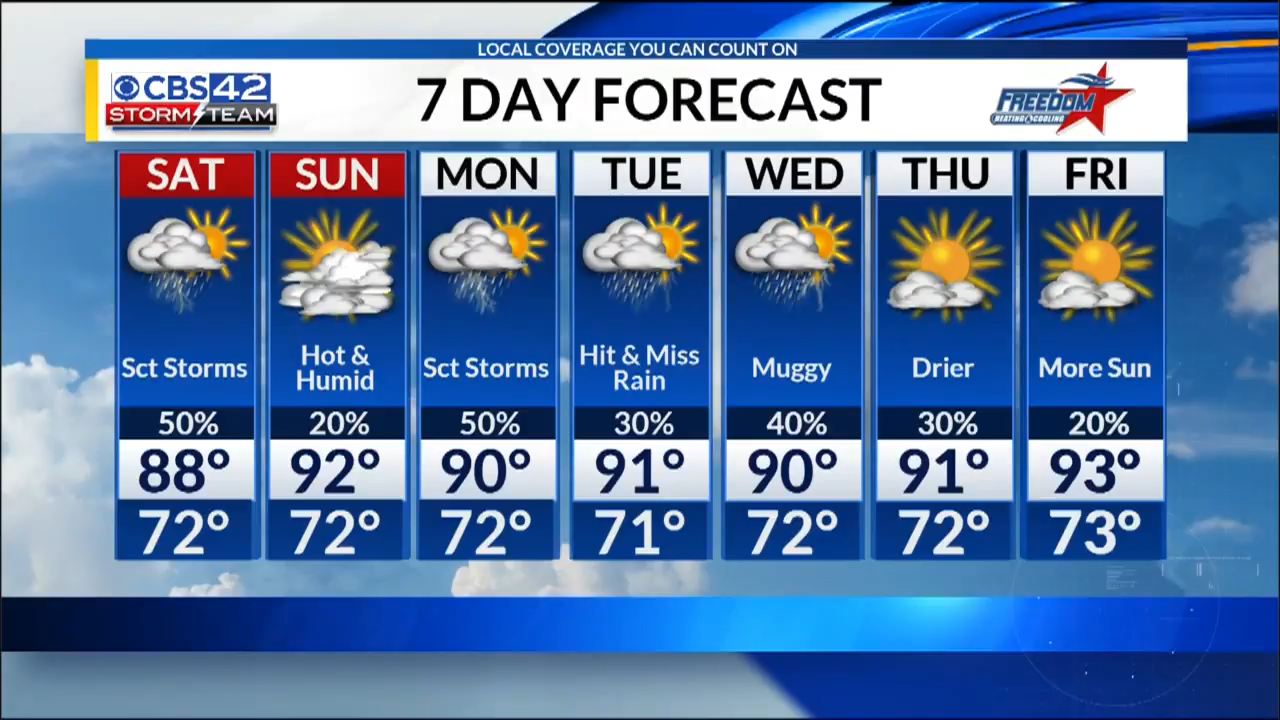 LOCAL COVERAGE YOU CAN COUNT ON
CBS 42
STORM TEAM
7 DAY FORECAST
FREEDOM
HEATING & COOLING
SAT SUN MON TUE WED THU FRI
Sct Storms
Hot &
Humid
Sct Storms
Hit & Miss
Rain
Muggy
Drier
More Sun
50% 20% 50% 30% 40% 30% 20%
88° 92° 90° 91° 90° 91° 93°
72° 72° 72° 71° 72° 72° 73°